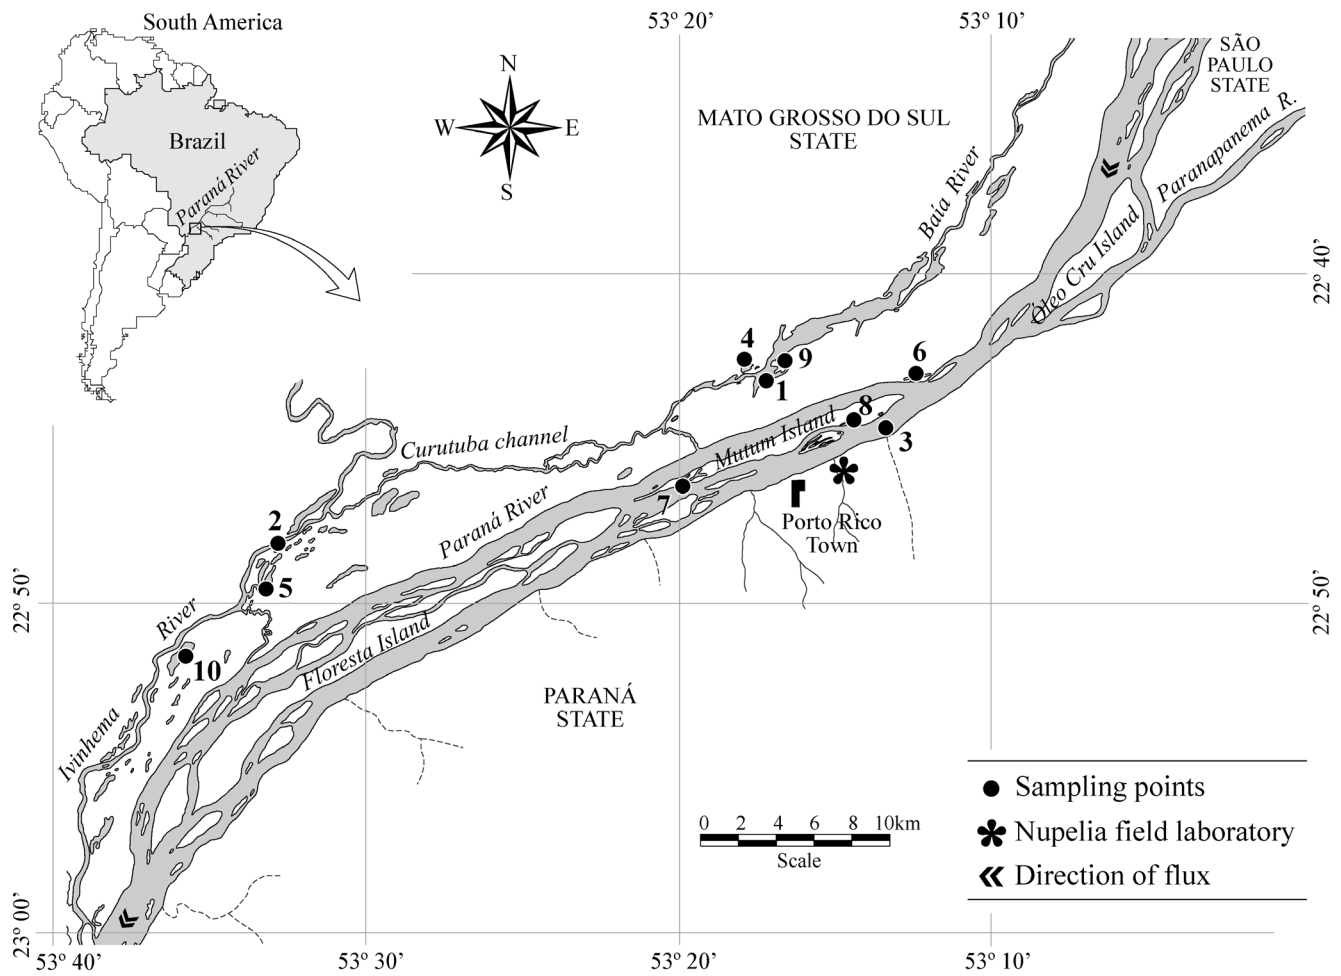 South America
53º 20’
53º 10’
SÃO
PAULO
STATE
N
W
E
S
Brazil
Paraná River
MATO GROSSO DO SUL
STATE
Baía River
Paranapanema R.
Óleo Cru Island
22º 40’
4
9
1
6
8
3
Mutum Island
Curutuba channel
7
Paraná River
Porto Rico
Town
2
5
22º 50’
22º 50’
River
Ivinhema
10
Floresta Island
PARANÁ
STATE
0 2 4 6 8 10km
Scale
Sampling points
Nupelia field laboratory
Direction of flux
23º 00’
53º 40’
53º 30’
53º 20’
53º 10’